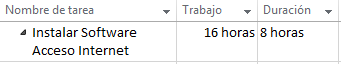 Nombre de tarea Trabajo Duración
Instalar Software 16 horas 8 horas
Acceso Internet